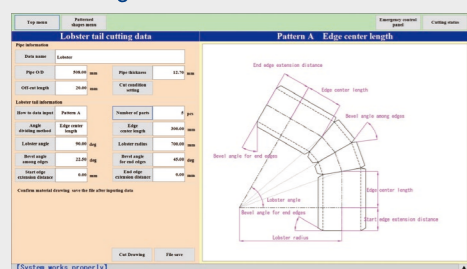 Top menu
Patterned shapes menu
Emergency control panel
Cutting status
Lobster tail cutting data
Pattern A Edge center length
Pipe information
Data name Lobster
Pipe O/D 508.00 mm Pipe thickness 12.70 mm
Off-cut length 20.00 mm Cut condition setting
Lobster tail information
How to data input Pattern A Number of parts 5 prs
Angle dividing method Edge center length Edge center length 300.00 mm
Lobster angle 90.00 deg Lobster radius 700.00 mm
Bevel angle among edges 22.50 deg Bevel angle for end edges 45.00 deg
Start edge extension distance 0.00 mm End edge extension distance 0.00 mm
Confirm material drawing save the file after inputing data
Cut Drawing File save
End edge extension distance
Edge center length
Bevel angle among edges
Bevel angle for end edges
Edge center length
Lobster angle
Bevel angle for end edges
Start edge extension distance
Lobster radius
[System works properly]